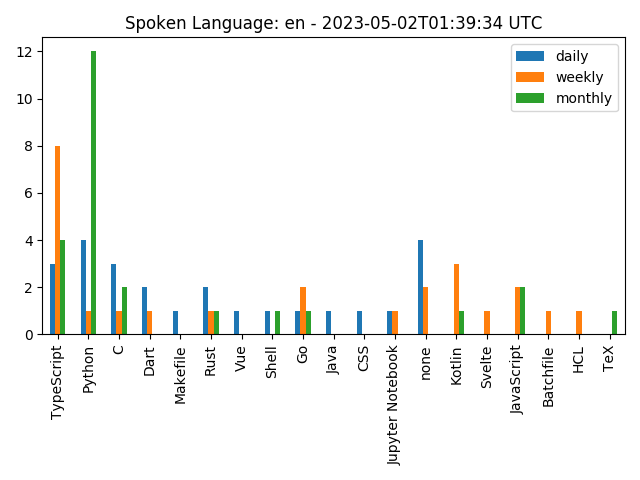 Spoken Language: en - 2023-05-02T01:39:34 UTC
daily
weekly
monthly
12
10
8
6
4
2
0
TypeScript
Python
C
Dart
Makefile
Rust
Vue
Shell
Go
Java
CSS
Jupyter Notebook
none
Kotlin
Svelte
JavaScript
Batchfile
HCL
TeX